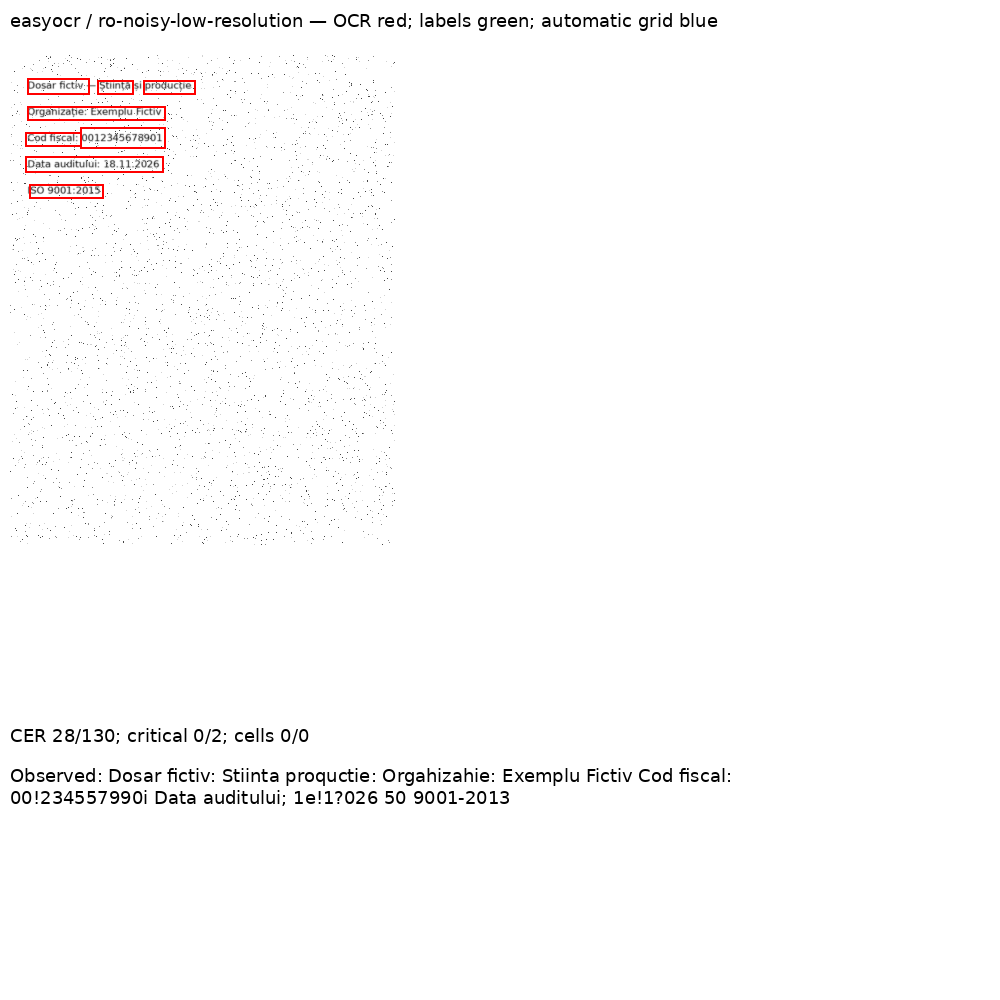 easyocr / ro-noisy-low-resolution — OCR red; labels green; automatic grid blue
Dosar fictiv — Știință și producție.
Organizație: Exemplu Fictiv
Cod fiscal: 0012345678901
Data auditului: 18.11.2026
ISO 9001:2015
CER 28/130; critical 0/2; cells 0/0
Observed: Dosar fictiv: Stiinta proquctie: Orgahizahie: Exemplu Fictiv Cod fiscal:
00!234557990i Data auditului; 1e!1?026 50 9001-2013